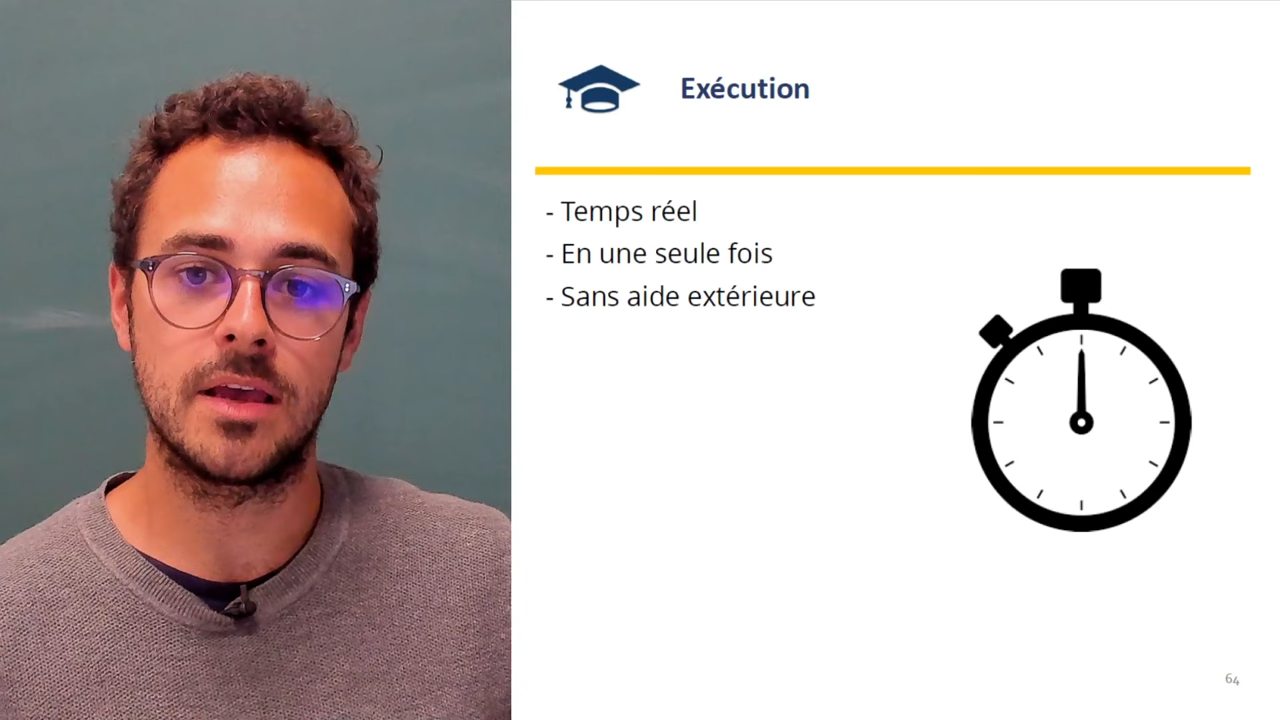 Exécution
- Temps réel
- En une seule fois
- Sans aide extérieure
64